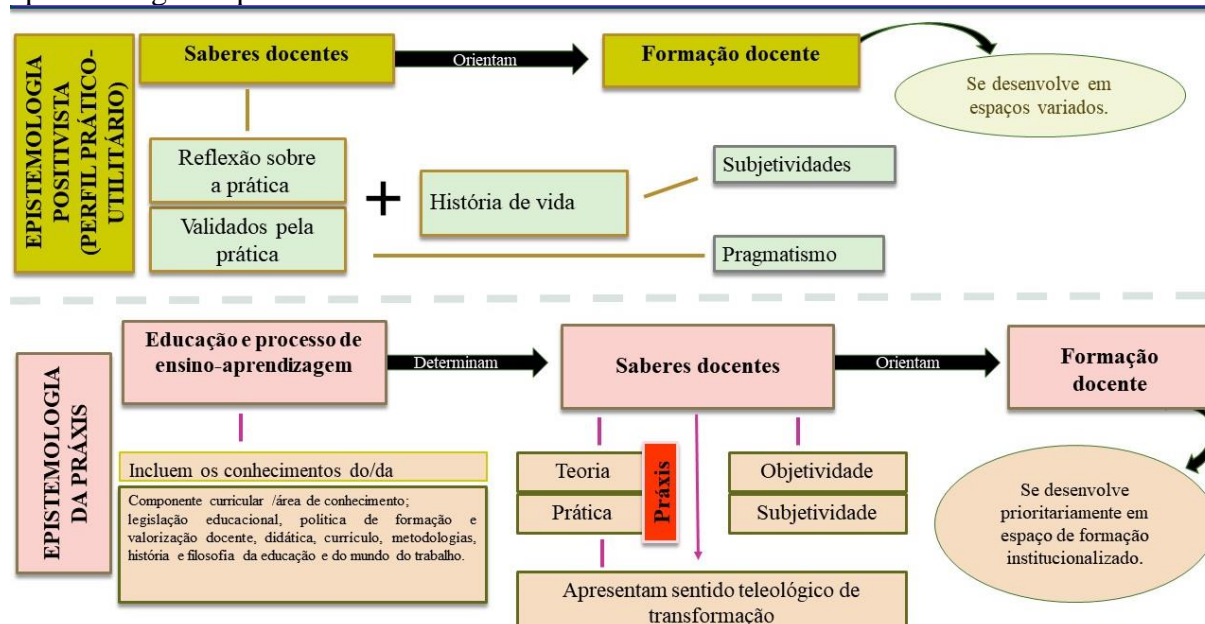 EPISTEMOLOGIA
POSITIVISTA
(PERFIL PRÁTICO-
UTILITÁRIO)
Saberes docentes
Orientam
Formação docente
Se desenvolve em
espaços variados.
Reflexão sobre
a prática
Validados pela
prática
+
História de vida
Subjetividades
Pragmatismo
EPISTEMOLOGIA
DA PRÁXIS
Educação e processo de
ensino-aprendizagem
Determinam
Saberes docentes
Orientam
Formação
docente
Incluem os conhecimentos do/da
Componente curricular /área de conhecimento;
legislação educacional, política de formação e
valorização docente, didática, currículo, metodologias,
história e filosofia da educação e do mundo do trabalho.
Teoria
Prática
Práxis
Objetividade
Subjetividade
Apresentam sentido teleológico de
transformação
Se desenvolve
prioritariamente em
espaço de formação
institucionalizado.